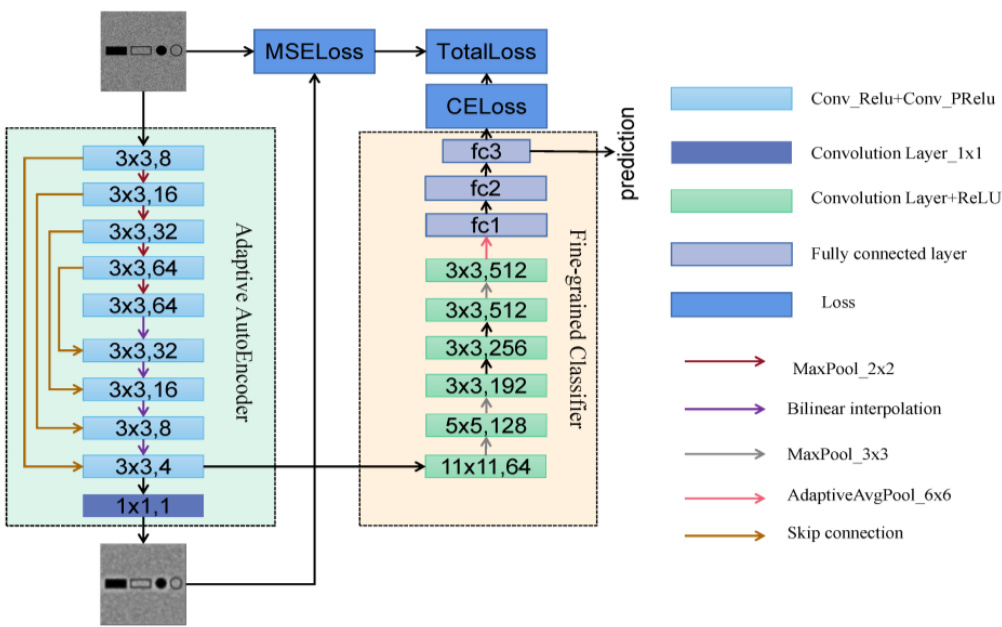 MSELoss
TotalLoss
CELoss
Adaptive AutoEncoder
3x3,8
3x3,16
3x3,32
3x3,64
3x3,64
3x3,32
3x3,16
3x3,8
3x3,4
1x1,1
Fine-grained Classifier
fc3
fc2
fc1
3x3,512
3x3,512
3x3,256
3x3,192
5x5,128
11x11,64
prediction
Conv_Relu+Conv_PRelu
Convolution Layer_1x1
Convolution Layer+ReLU
Fully connected layer
Loss
MaxPool_2x2
Bilinear interpolation
MaxPool_3x3
AdaptiveAvgPool_6x6
Skip connection